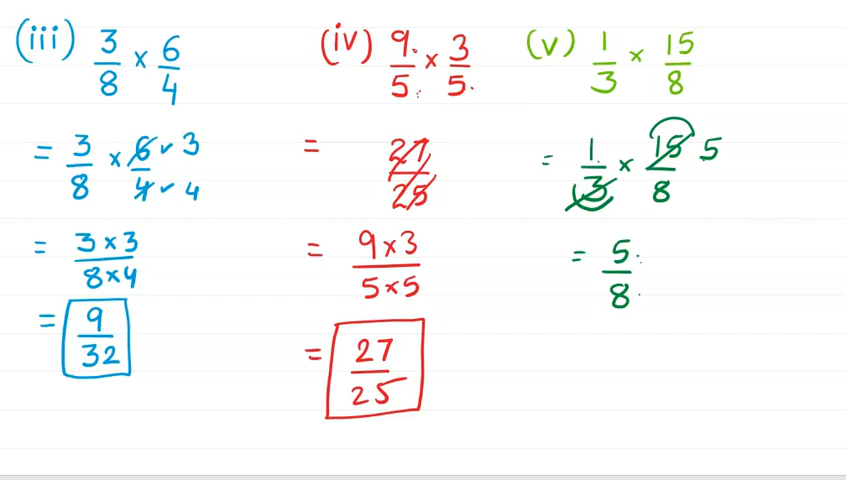 (iii) 3/8 × 6/4
= 3/8 × 6/4 3 4
= 3 × 3 / 8 × 4
= 9/32
(iv) 9/5 × 3/5
= 27/25
= 9 × 3 / 5 × 5
= 27/25
(v) 1/3 × 15/8
= 1/3 × 15/8 5
= 5/8